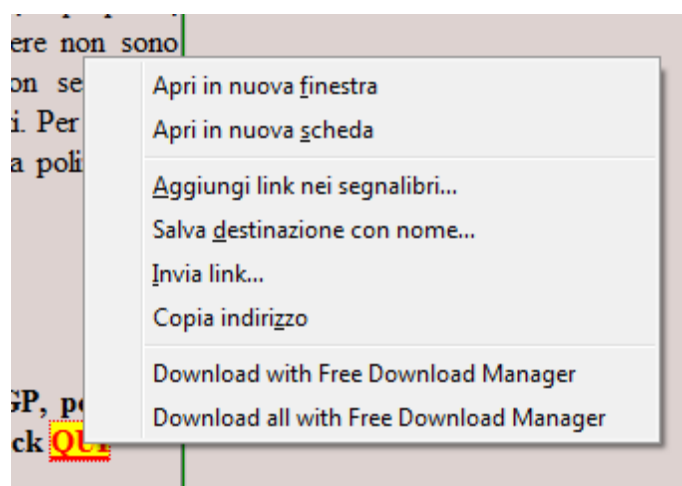 ere non sono
on se
i. Per
a poli
Apri in nuova finestra
Apri in nuova scheda
Aggiungi link nei segnalibri...
Salva destinazione con nome...
Invia link...
Copia indirizzo
Download with Free Download Manager
Download all with Free Download Manager
GP, p
ck QUI